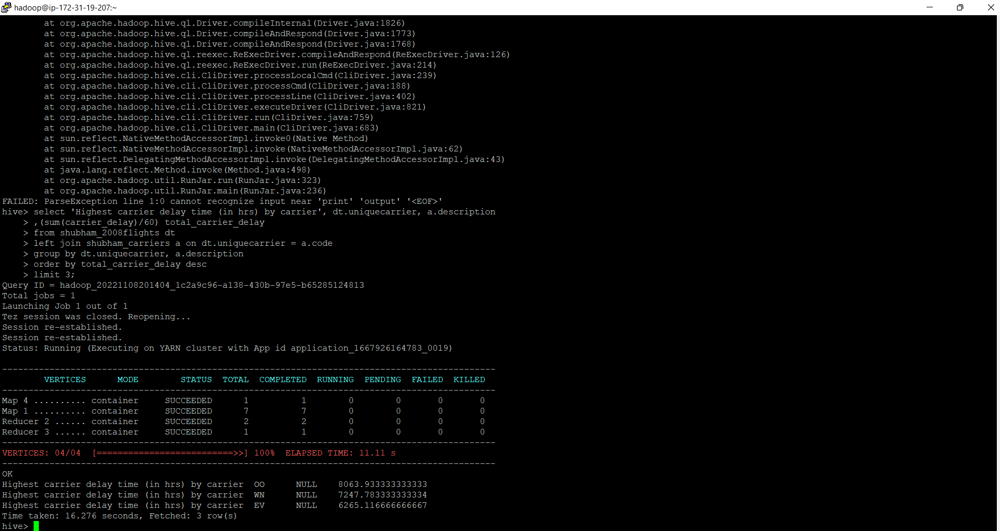 hadoop@ip-172-31-19-207:~
        at org.apache.hadoop.hive.ql.Driver.compileInternal(Driver.java:1826)
        at org.apache.hadoop.hive.ql.Driver.compileAndRespond(Driver.java:1773)
        at org.apache.hadoop.hive.ql.Driver.compileAndRespond(Driver.java:1768)
        at org.apache.hadoop.hive.ql.reexec.ReExecDriver.compileAndRespond(ReExecDriver.java:126)
        at org.apache.hadoop.hive.ql.reexec.ReExecDriver.run(ReExecDriver.java:214)
        at org.apache.hadoop.hive.cli.CliDriver.processLocalCmd(CliDriver.java:239)
        at org.apache.hadoop.hive.cli.CliDriver.processCmd(CliDriver.java:188)
        at org.apache.hadoop.hive.cli.CliDriver.processLine(CliDriver.java:402)
        at org.apache.hadoop.hive.cli.CliDriver.executeDriver(CliDriver.java:821)
        at org.apache.hadoop.hive.cli.CliDriver.run(CliDriver.java:759)
        at org.apache.hadoop.hive.cli.CliDriver.main(CliDriver.java:683)
        at sun.reflect.NativeMethodAccessorImpl.invoke0(Native Method)
        at sun.reflect.NativeMethodAccessorImpl.invoke(NativeMethodAccessorImpl.java:62)
        at sun.reflect.DelegatingMethodAccessorImpl.invoke(DelegatingMethodAccessorImpl.java:43)
        at java.lang.reflect.Method.invoke(Method.java:498)
        at org.apache.hadoop.util.RunJar.run(RunJar.java:323)
        at org.apache.hadoop.util.RunJar.main(RunJar.java:236)
FAILED: ParseException line 1:0 cannot recognize input near 'print' 'output' '<EOF>'
hive> select 'Highest carrier delay time (in hrs) by carrier', dt.uniquecarrier, a.description
    > ,(sum(carrier_delay)/60) total_carrier_delay
    > from shubham_2008flights dt
    > left join shubham_carriers a on dt.uniquecarrier = a.code
    > group by dt.uniquecarrier, a.description
    > order by total_carrier_delay desc
    > limit 3;
Query ID = hadoop_20221108201404_1c2a9c96-a138-430b-97e5-b65285124813
Total jobs = 1
Launching Job 1 out of 1
Tez session was closed. Reopening...
Session re-established.
Session re-established.
Status: Running (Executing on YARN cluster with App id application_1667926164783_0019)
----------------------------------------------------------------------------------------------
        VERTICES      MODE        STATUS  TOTAL  COMPLETED  RUNNING  PENDING  FAILED  KILLED
----------------------------------------------------------------------------------------------
Map 4 .......... container     SUCCEEDED      1          1        0        0       0       0
Map 1 .......... container     SUCCEEDED      7          7        0        0       0       0
Reducer 2 ...... container     SUCCEEDED      2          2        0        0       0       0
Reducer 3 ...... container     SUCCEEDED      1          1        0        0       0       0
----------------------------------------------------------------------------------------------
VERTICES: 04/04  [==========================>>] 100%  ELAPSED TIME: 11.11 s
----------------------------------------------------------------------------------------------
OK
Highest carrier delay time (in hrs) by carrier  OO      NULL    8063.933333333333
Highest carrier delay time (in hrs) by carrier  WN      NULL    7247.783333333334
Highest carrier delay time (in hrs) by carrier  EV      NULL    6265.116666666667
Time taken: 16.276 seconds, Fetched: 3 row(s)
hive>